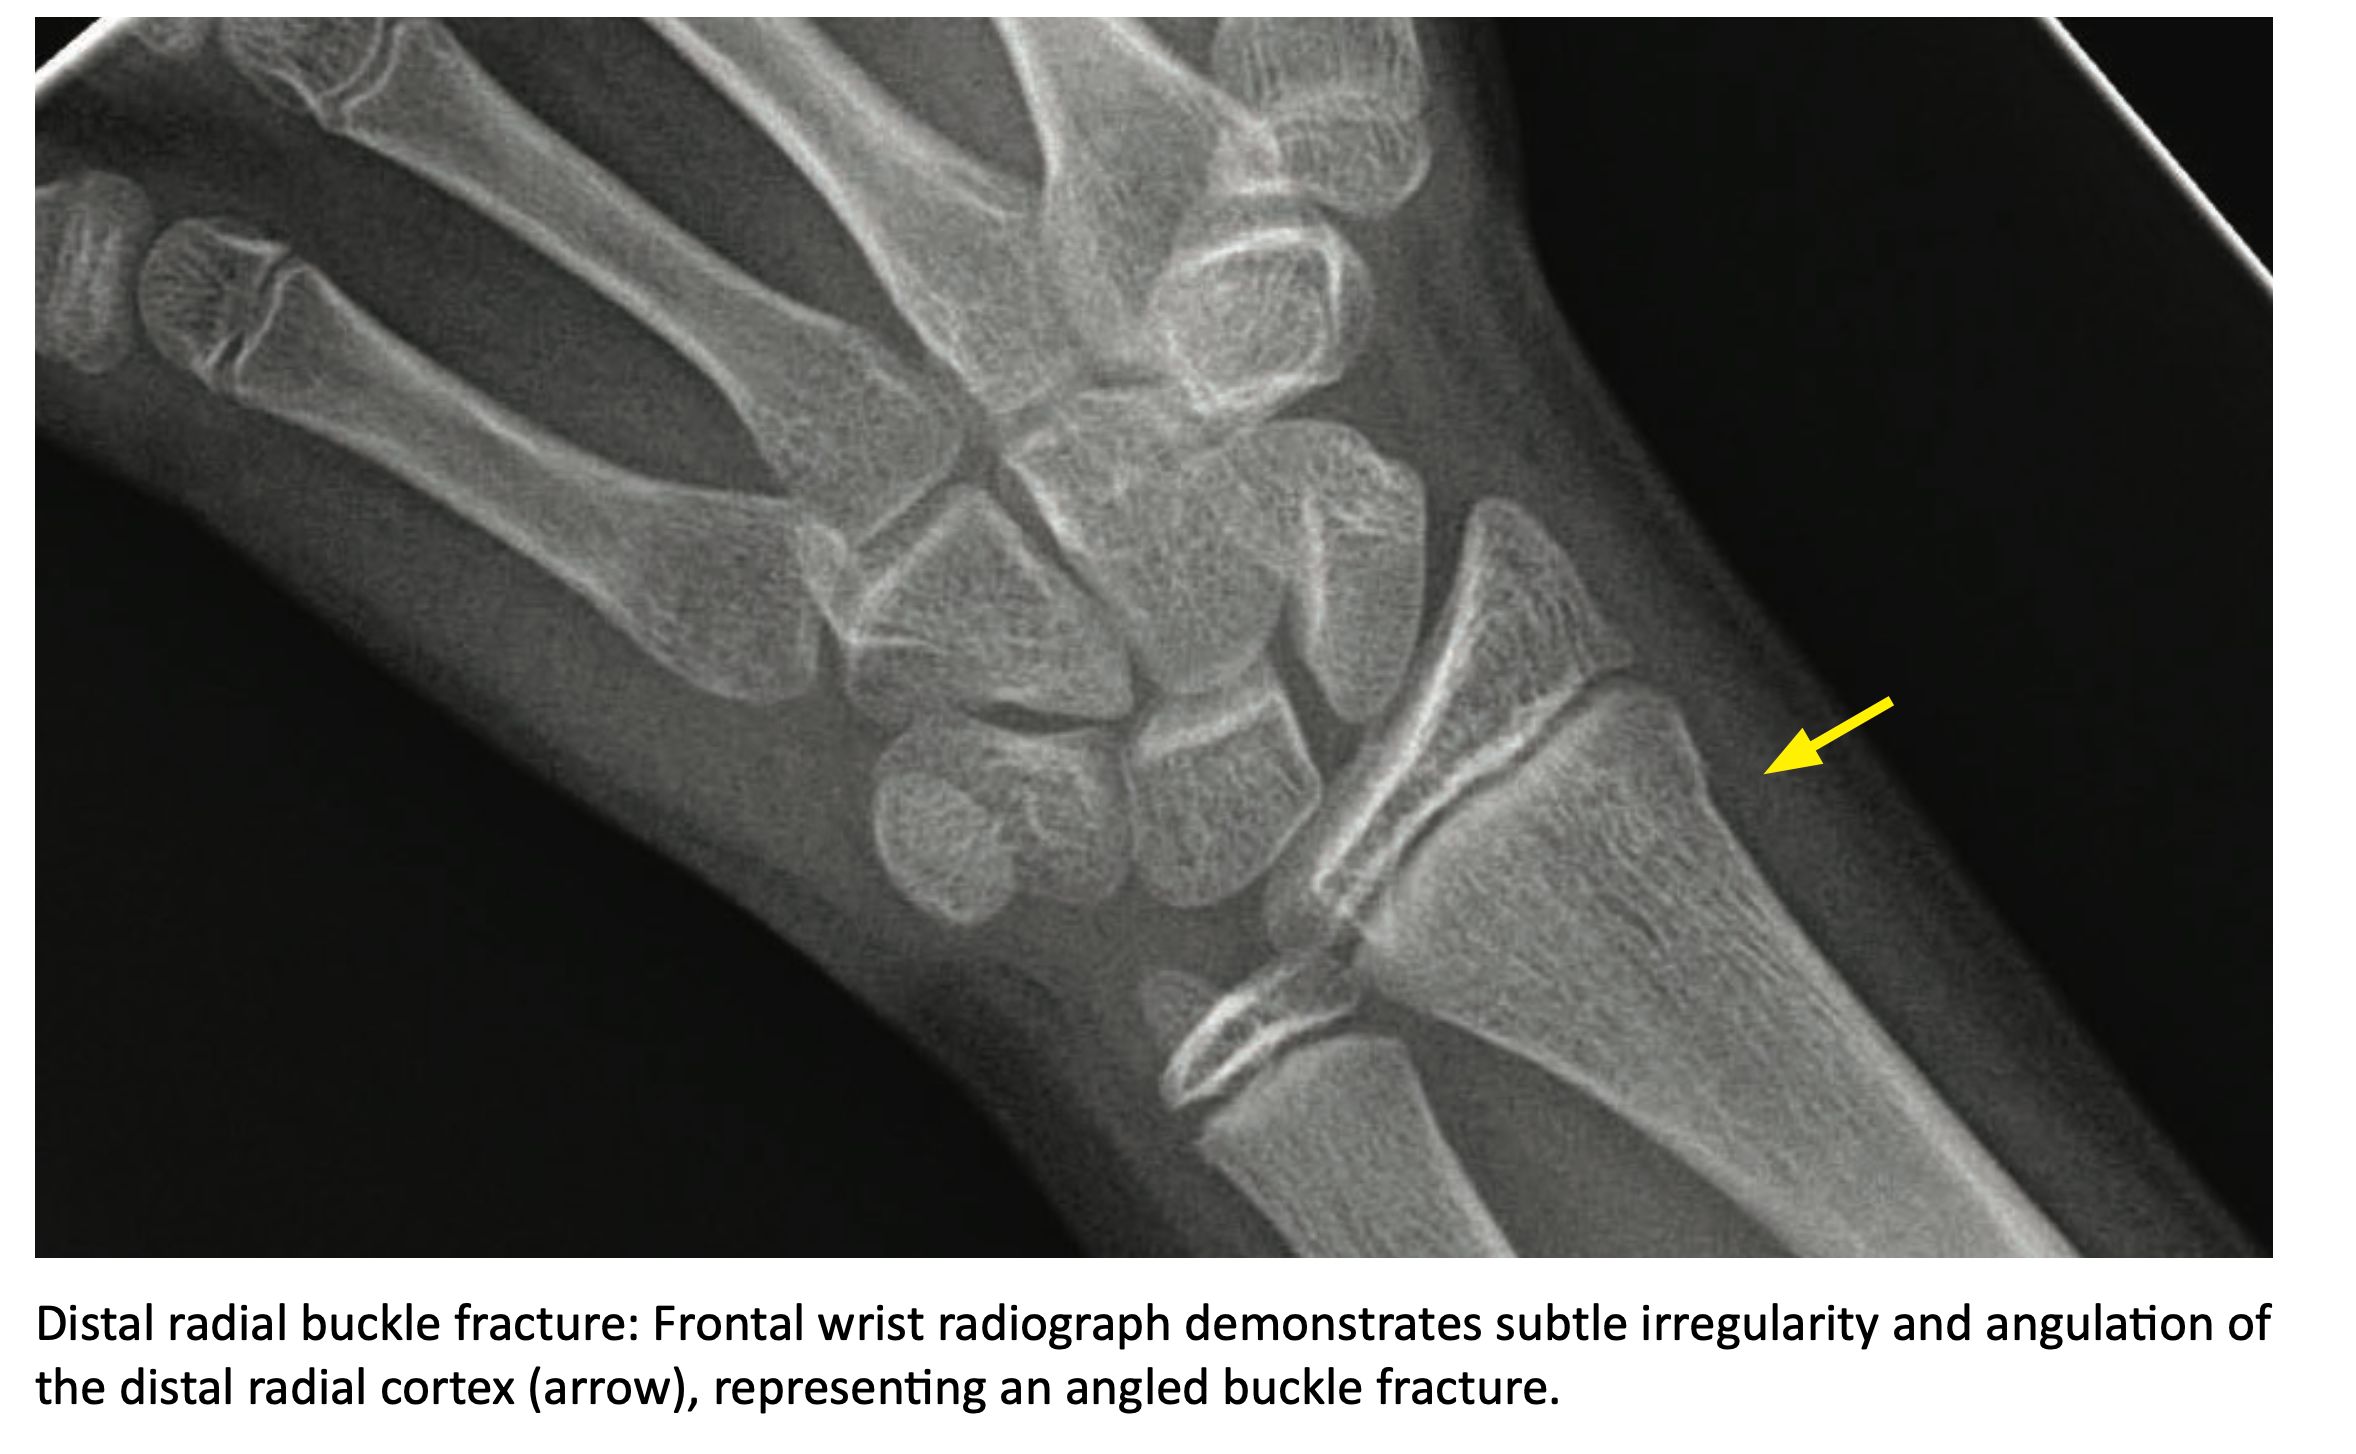 Distal radial buckle fracture: Frontal wrist radiograph demonstrates subtle irregularity and angulation of
the distal radial cortex (arrow), representing an angled buckle fracture.